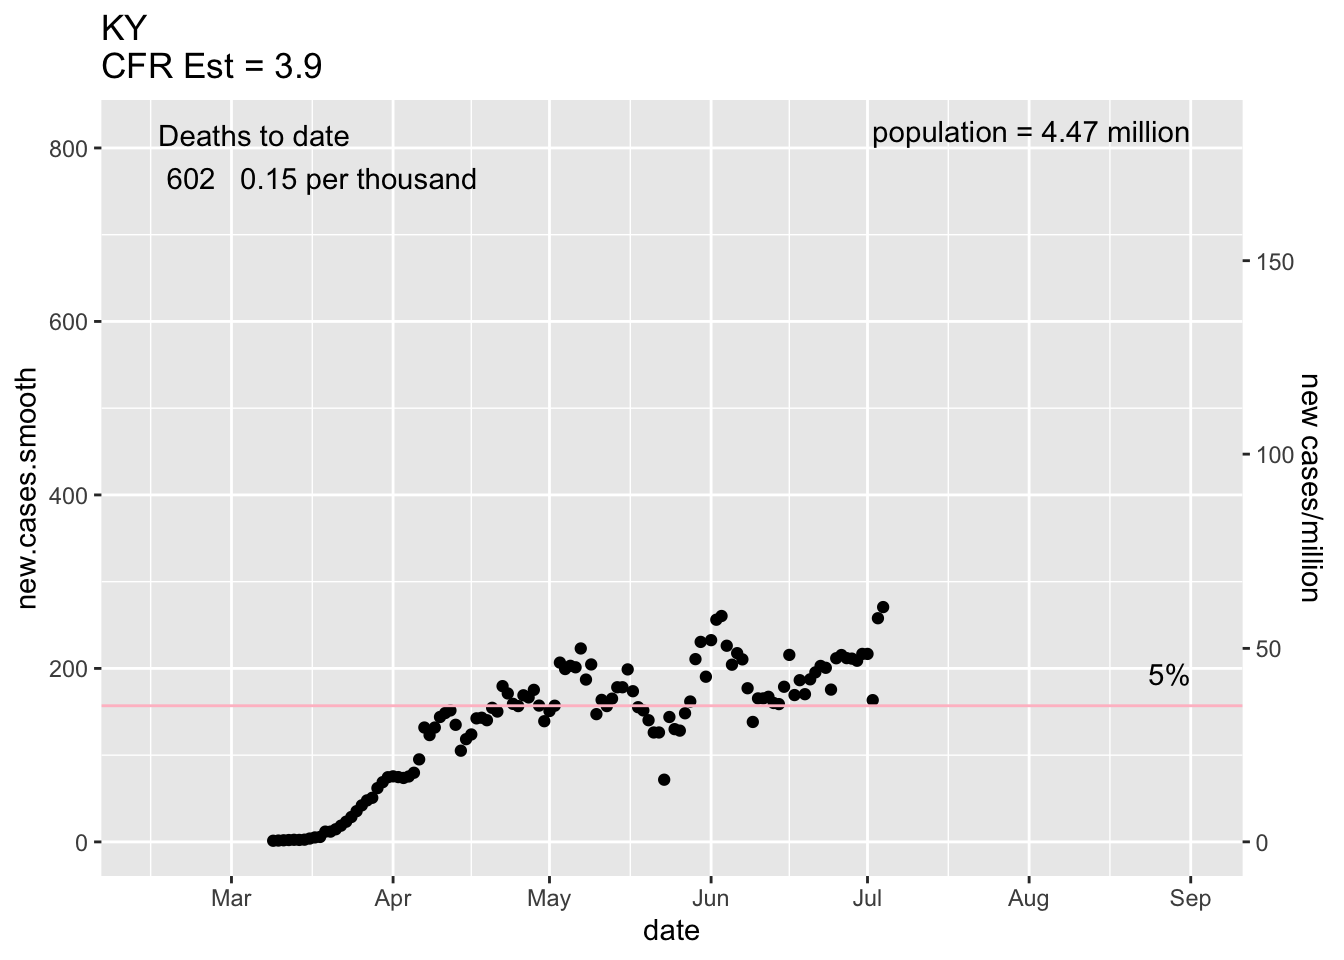 KY
CFR Est = 3.9
Deaths to date
602 0.15 per thousand
population = 4.47 million
800
600
400
200
0
new.cases.smooth
150
100
50
0
new cases/million
5%
Mar Apr May Jun Jul Aug Sep
date